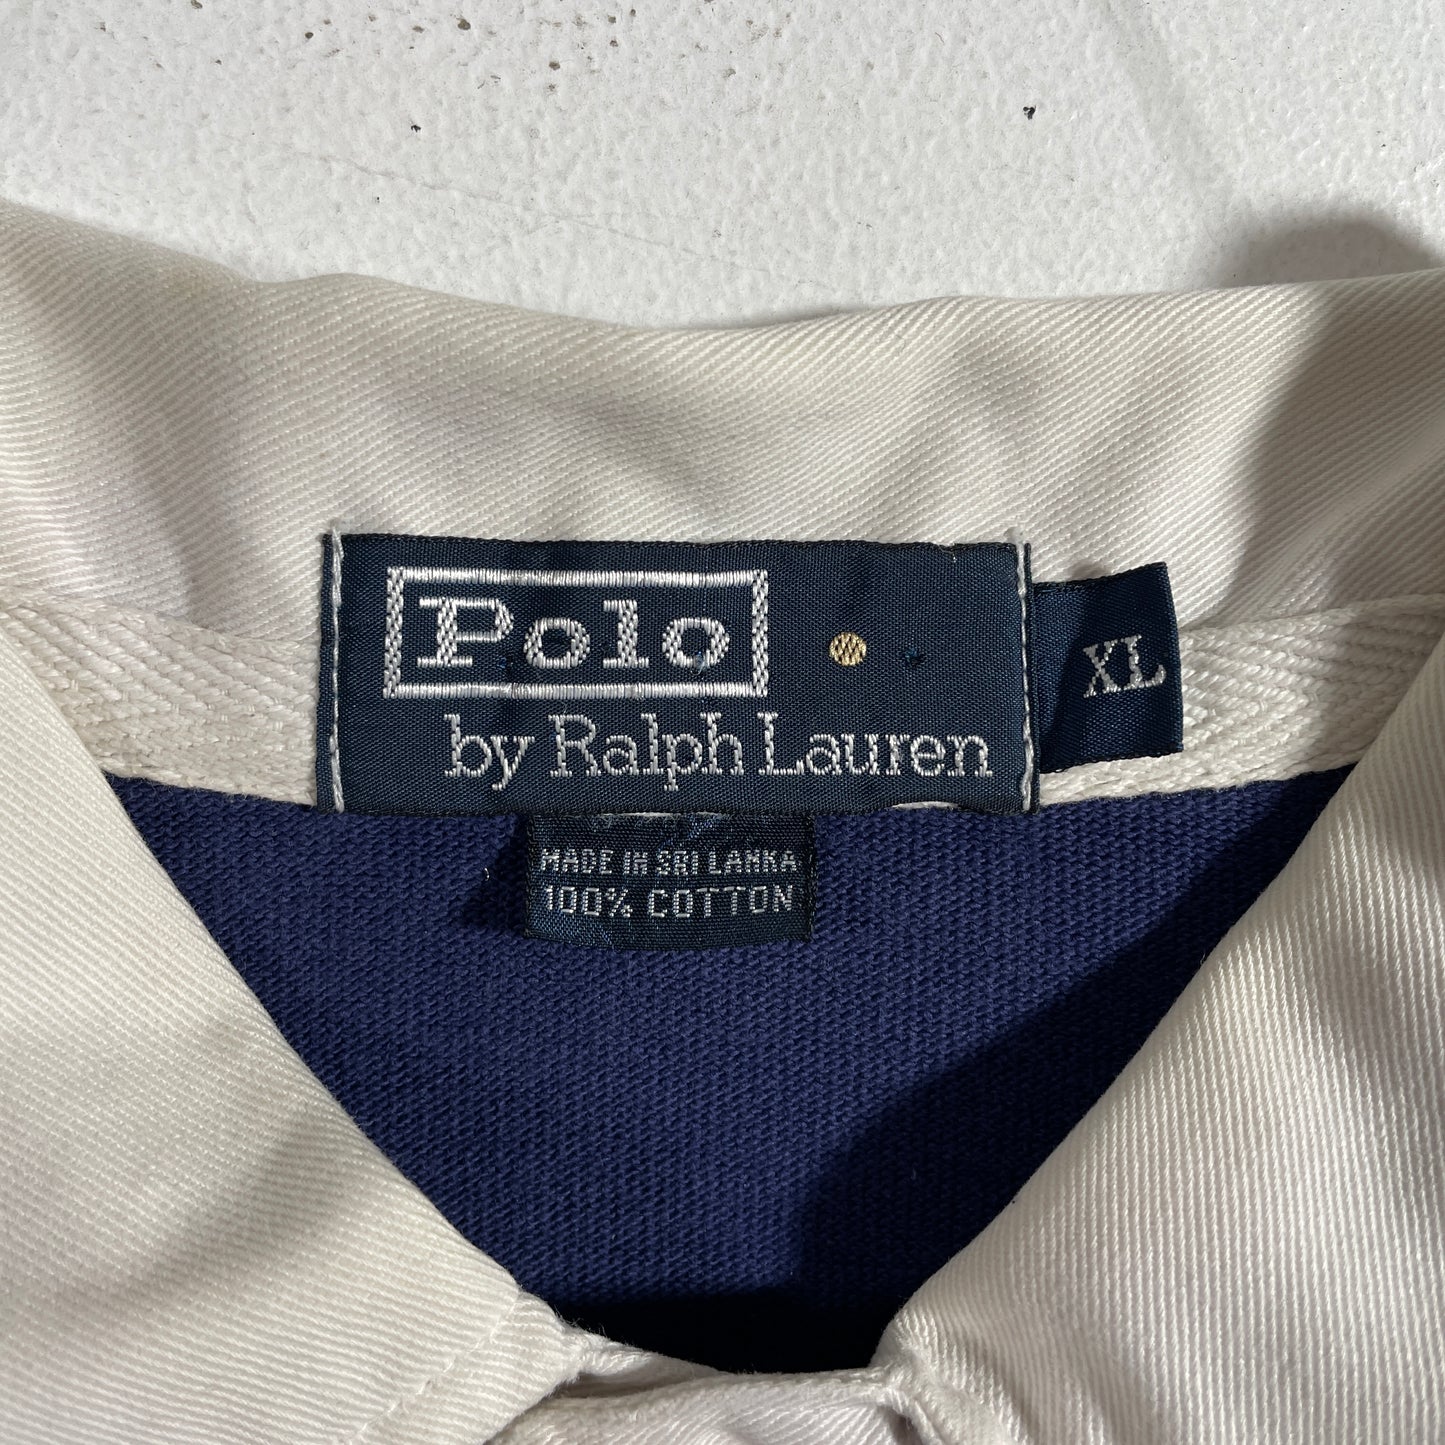 Polo
by Ralph Lauren
XL
MADE IN SRI LANKA
100% COTTON